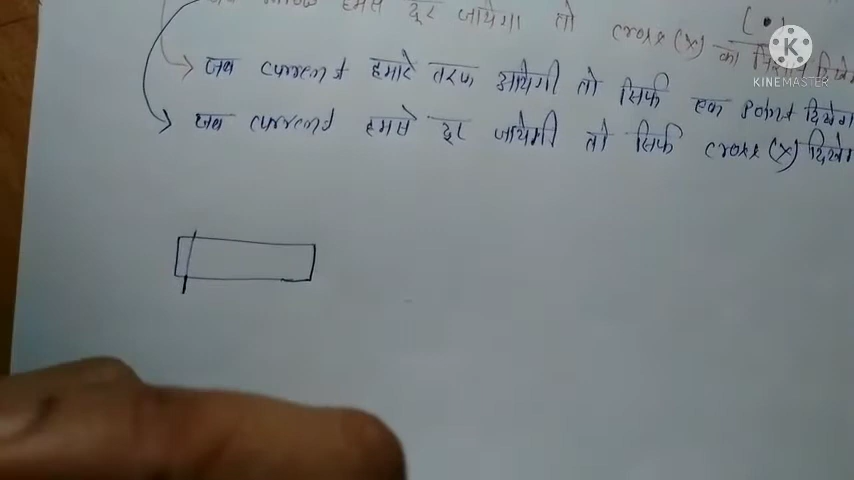 हमसे दूर जायेगा तो cross (x) का निशान
(•)
जब current हमारे तरफ आयेगी तो सिर्फ एक point दिखेगा
जब current हमसे दूर जायेगी तो सिर्फ cross (x) दिखेगा
K
KINEMASTER